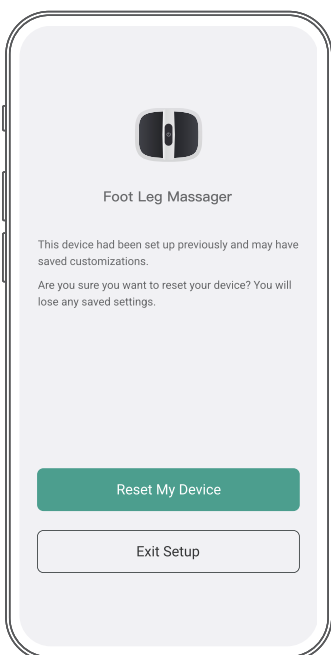 Foot Leg Massager
This device had been set up previously and may have
saved customizations.
Are you sure you want to reset your device? You will
lose any saved settings.
Reset My Device
Exit Setup